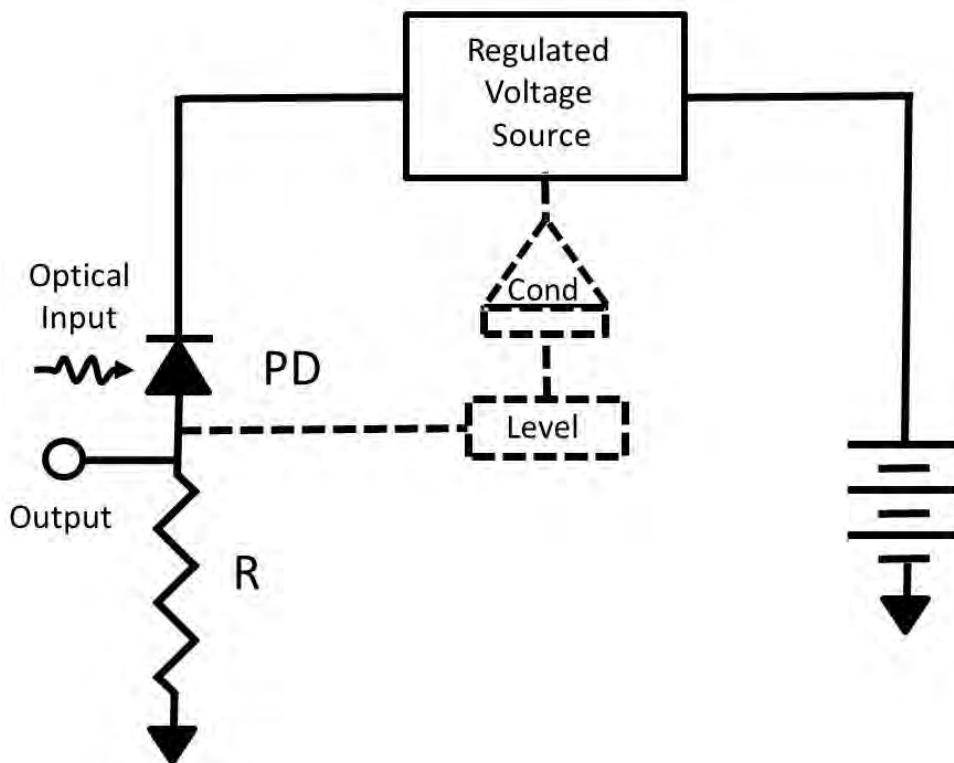 Regulated
Voltage
Source
Optical
Input
Cond
PD
Level
Output
R